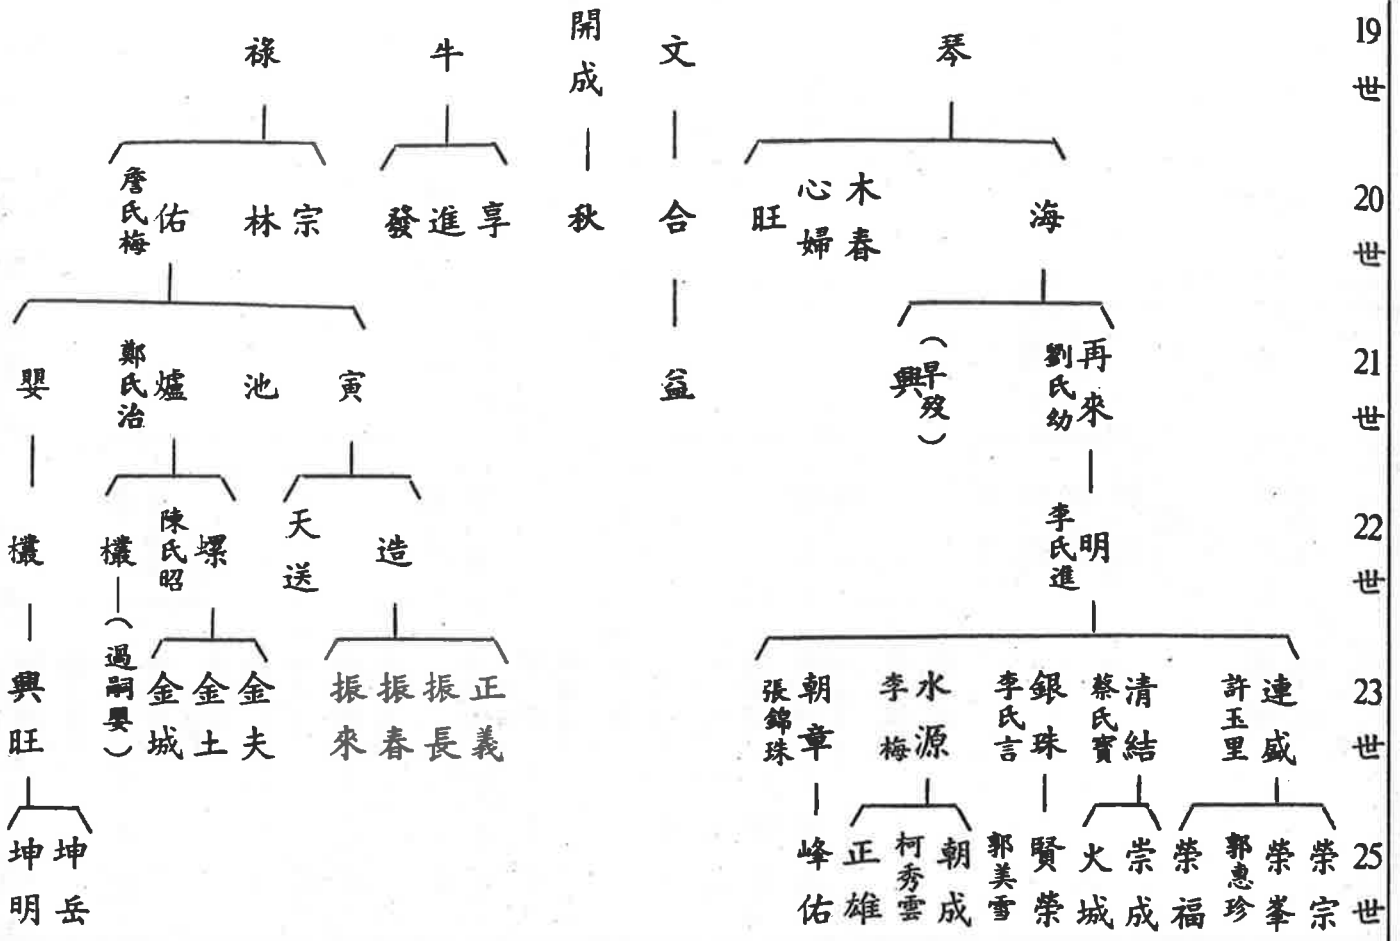 19世
琴
文
開成
牛
祿
20世
海
木春
心婦
旺
合
秋
享
進
發
宗
林
佑
詹氏梅
21世
再來
劉氏幼
興
(早歿)
益
寅
池
爐
鄭氏治
嬰
22世
明
李氏進
造
天送
螺
陳氏昭
欉
欉
23世
連盛
許玉里
清結
蔡氏寶
銀珠
李氏言
水源
李梅
朝章
張錦珠
正義
振長
振春
振來
金夫
金土
金城
(過嗣嬰)
興旺
25世
榮宗
榮峯
郭惠珍
榮福
崇成
火城
賢榮
郭美雪
朝成
柯秀雲
正雄
峰佑
坤岳
坤明